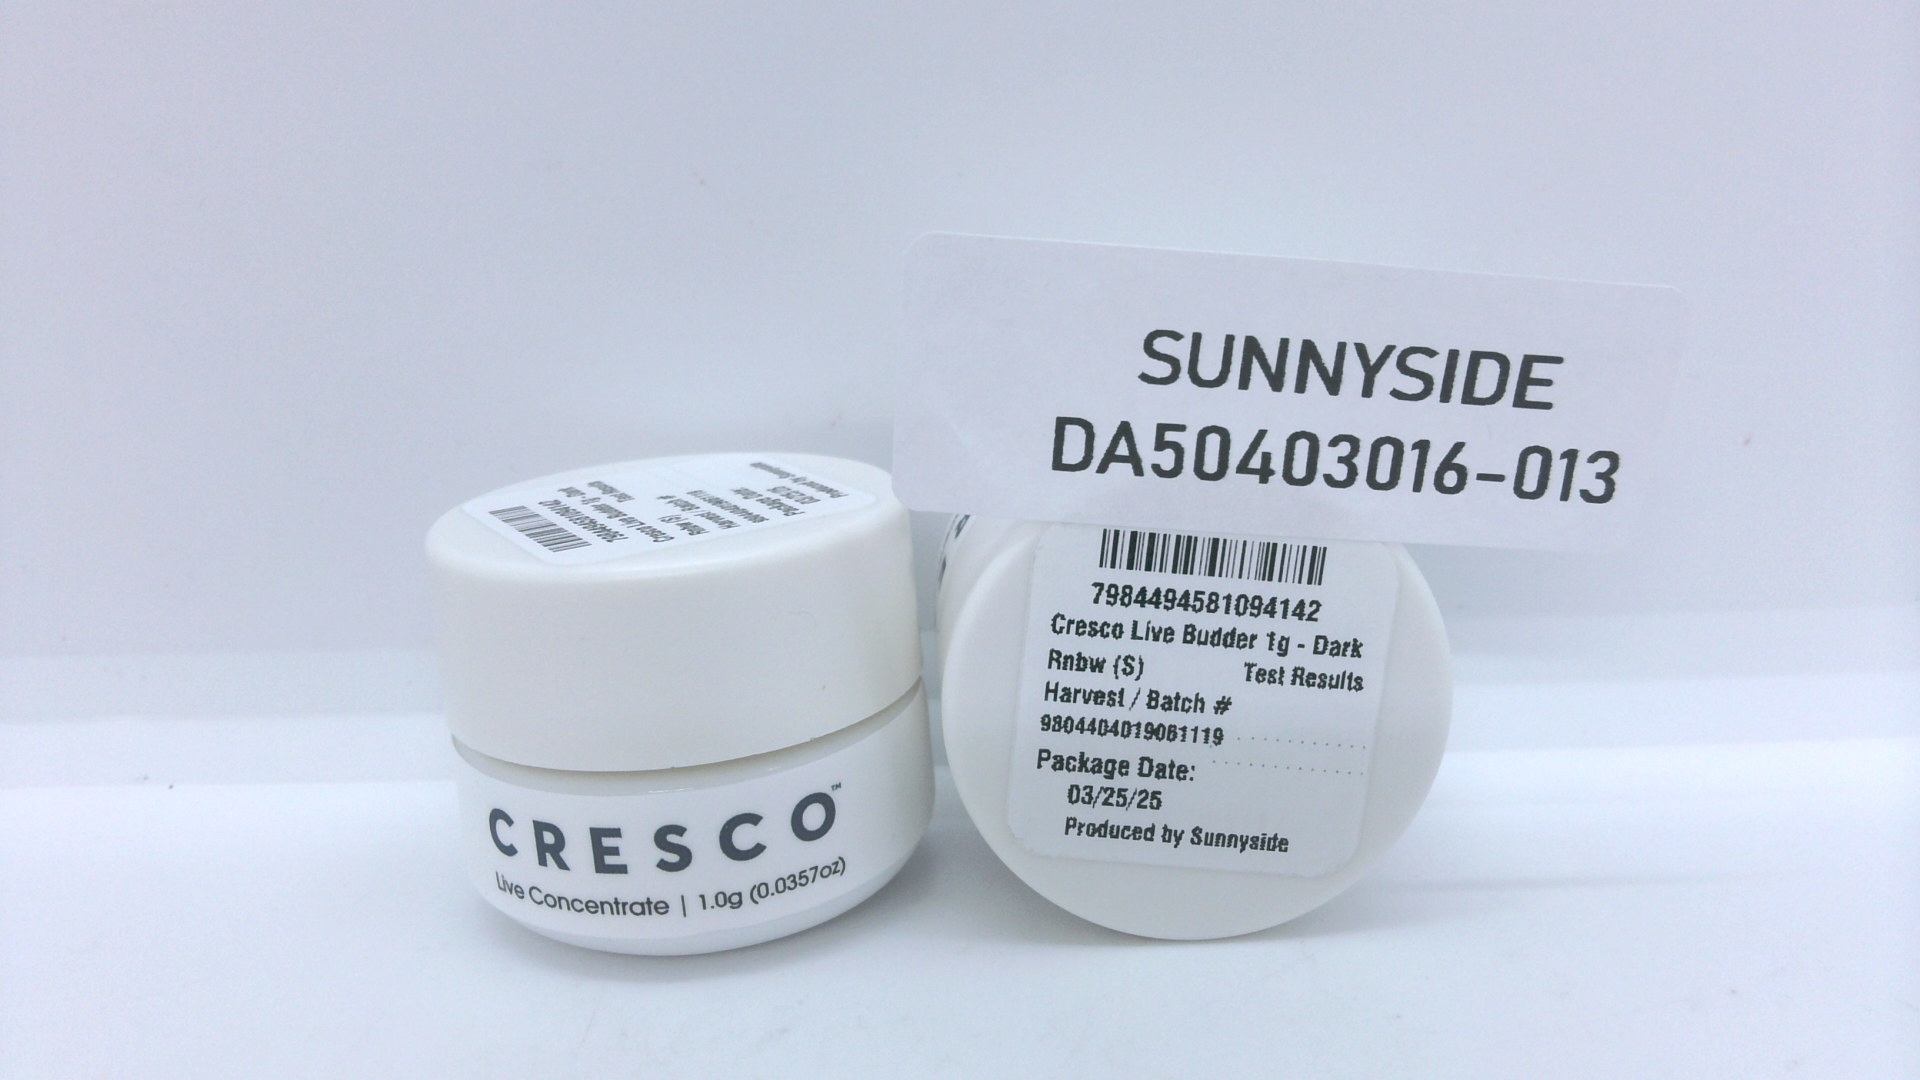 SUNNYSIDE
DA50403016-013
7984494581094142
Cresco Live Budder 1g - Dark
Rnbw (S) Test Results
Harvest / Batch #
9804404019061119
Package Date:
03/25/25
Produced by Sunnyside
CRESCO™
Live Concentrate | 1.0g (0.0357oz)